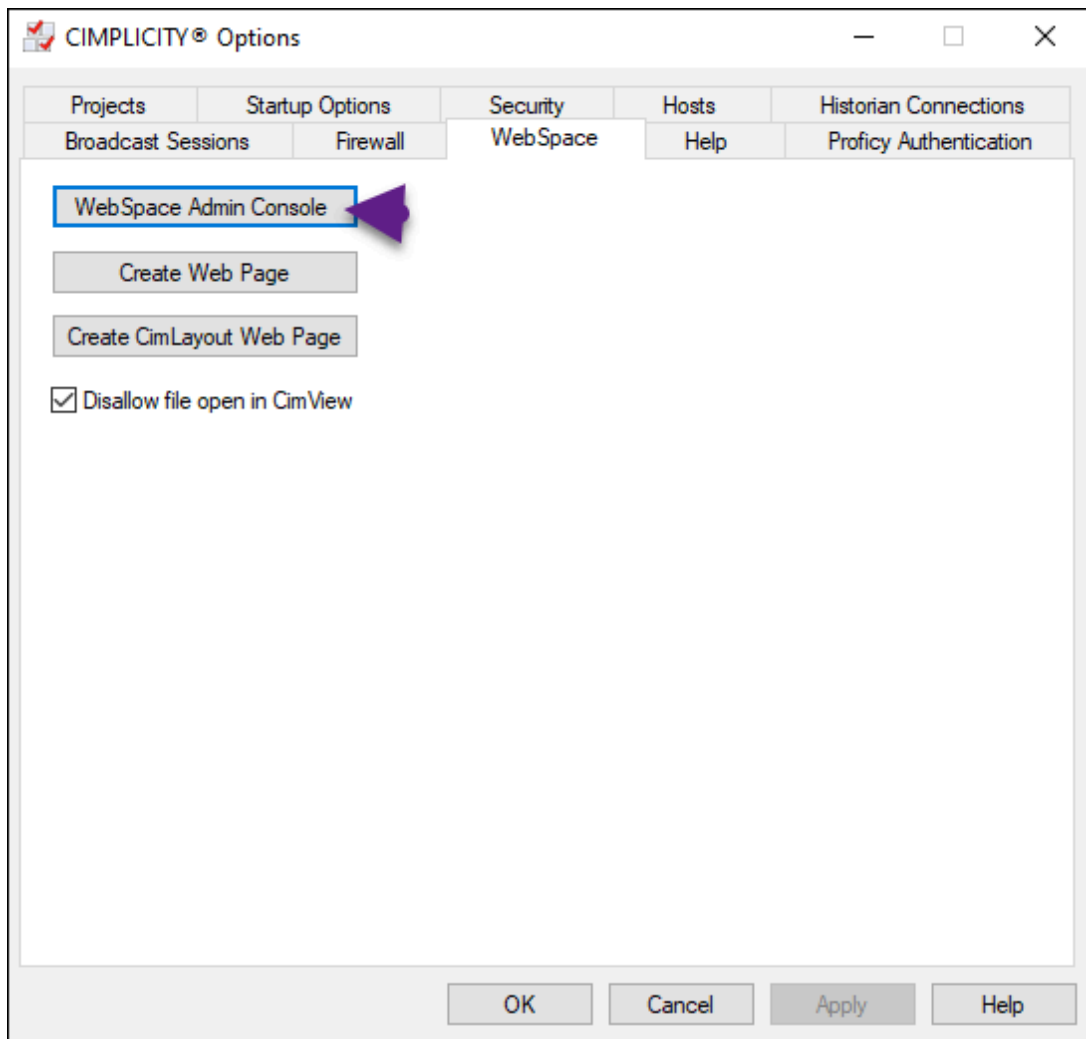 CIMPLICITY® Options
Projects Startup Options Security Hosts Historian Connections
Broadcast Sessions Firewall WebSpace Help Proficy Authentication
WebSpace Admin Console
Create Web Page
Create CimLayout Web Page
Disallow file open in CimView
OK Cancel Apply Help